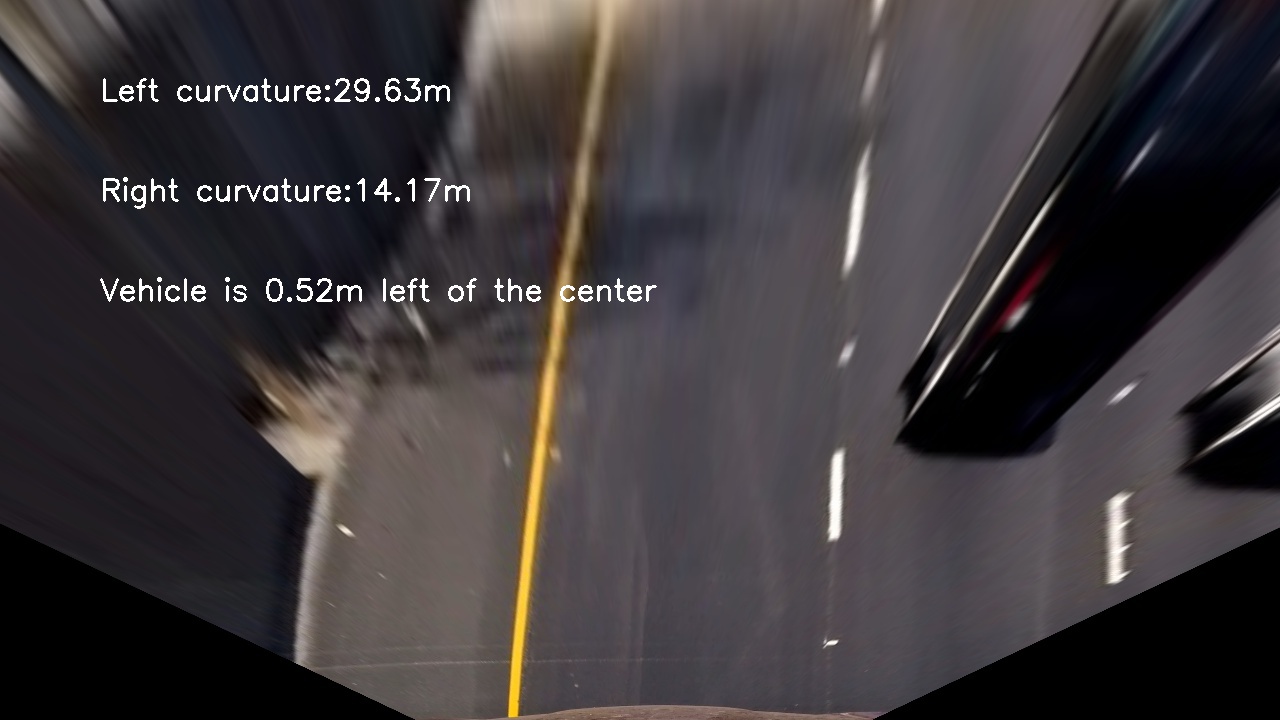 Left curvature:29.63m
Right curvature:14.17m
Vehicle is 0.52m left of the center